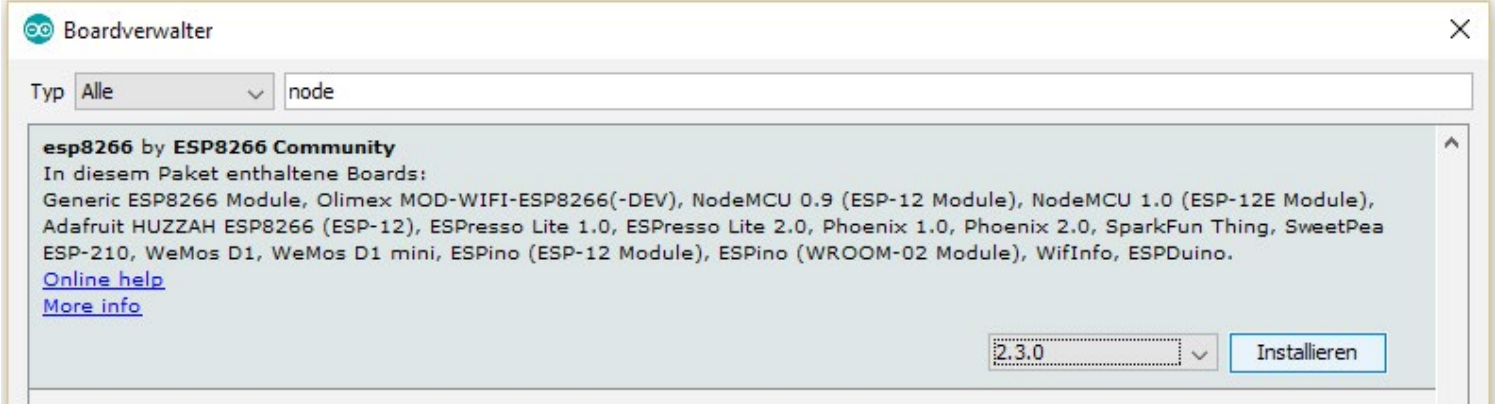 Boardverwalter
Typ Alle node
esp8266 by ESP8266 Community
In diesem Paket enthaltene Boards:
Generic ESP8266 Module, Olimex MOD-WIFI-ESP8266(-DEV), NodeMCU 0.9 (ESP-12 Module), NodeMCU 1.0 (ESP-12E Module),
Adafruit HUZZAH ESP8266 (ESP-12), ESPresso Lite 1.0, ESPresso Lite 2.0, Phoenix 1.0, Phoenix 2.0, SparkFun Thing, SweetPea
ESP-210, WeMos D1, WeMos D1 mini, ESPino (ESP-12 Module), ESPino (WROOM-02 Module), WifInfo, ESPDuino.
Online help
More info
2.3.0 Installieren